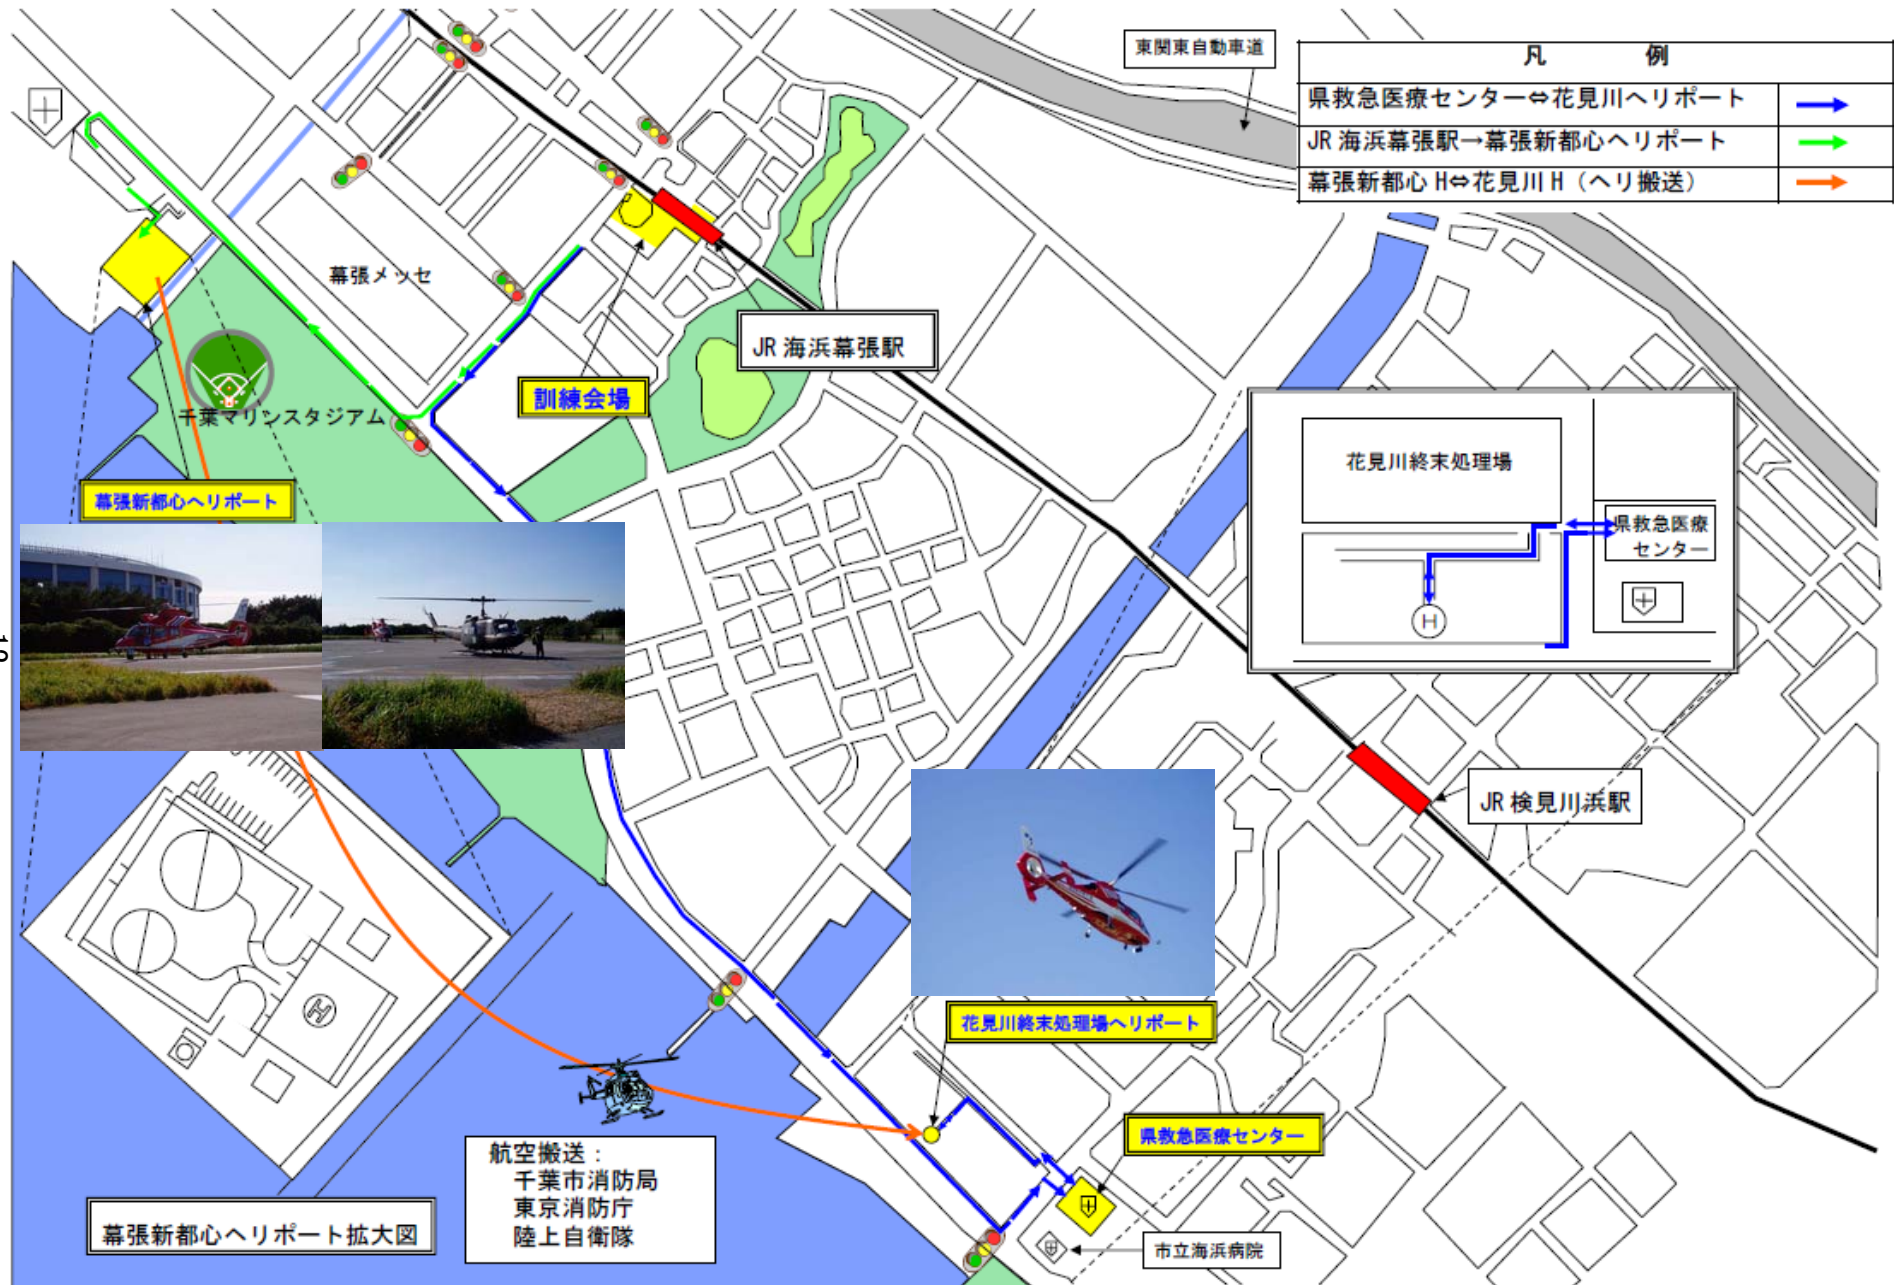 東関東自動車道
凡 例
県救急医療センター⇔花見川ヘリポート
JR 海浜幕張駅→幕張新都心ヘリポート
幕張新都心 H⇔花見川 H（ヘリ搬送）
幕張メッセ
JR 海浜幕張駅
訓練会場
千葉マリンスタジアム
幕張新都心ヘリポート
花見川終末処理場
県救急医療
センター
H
JR 検見川浜駅
H
花見川終末処理場ヘリポート
県救急医療センター
航空搬送：
千葉市消防局
東京消防庁
陸上自衛隊
幕張新都心ヘリポート拡大図
市立海浜病院